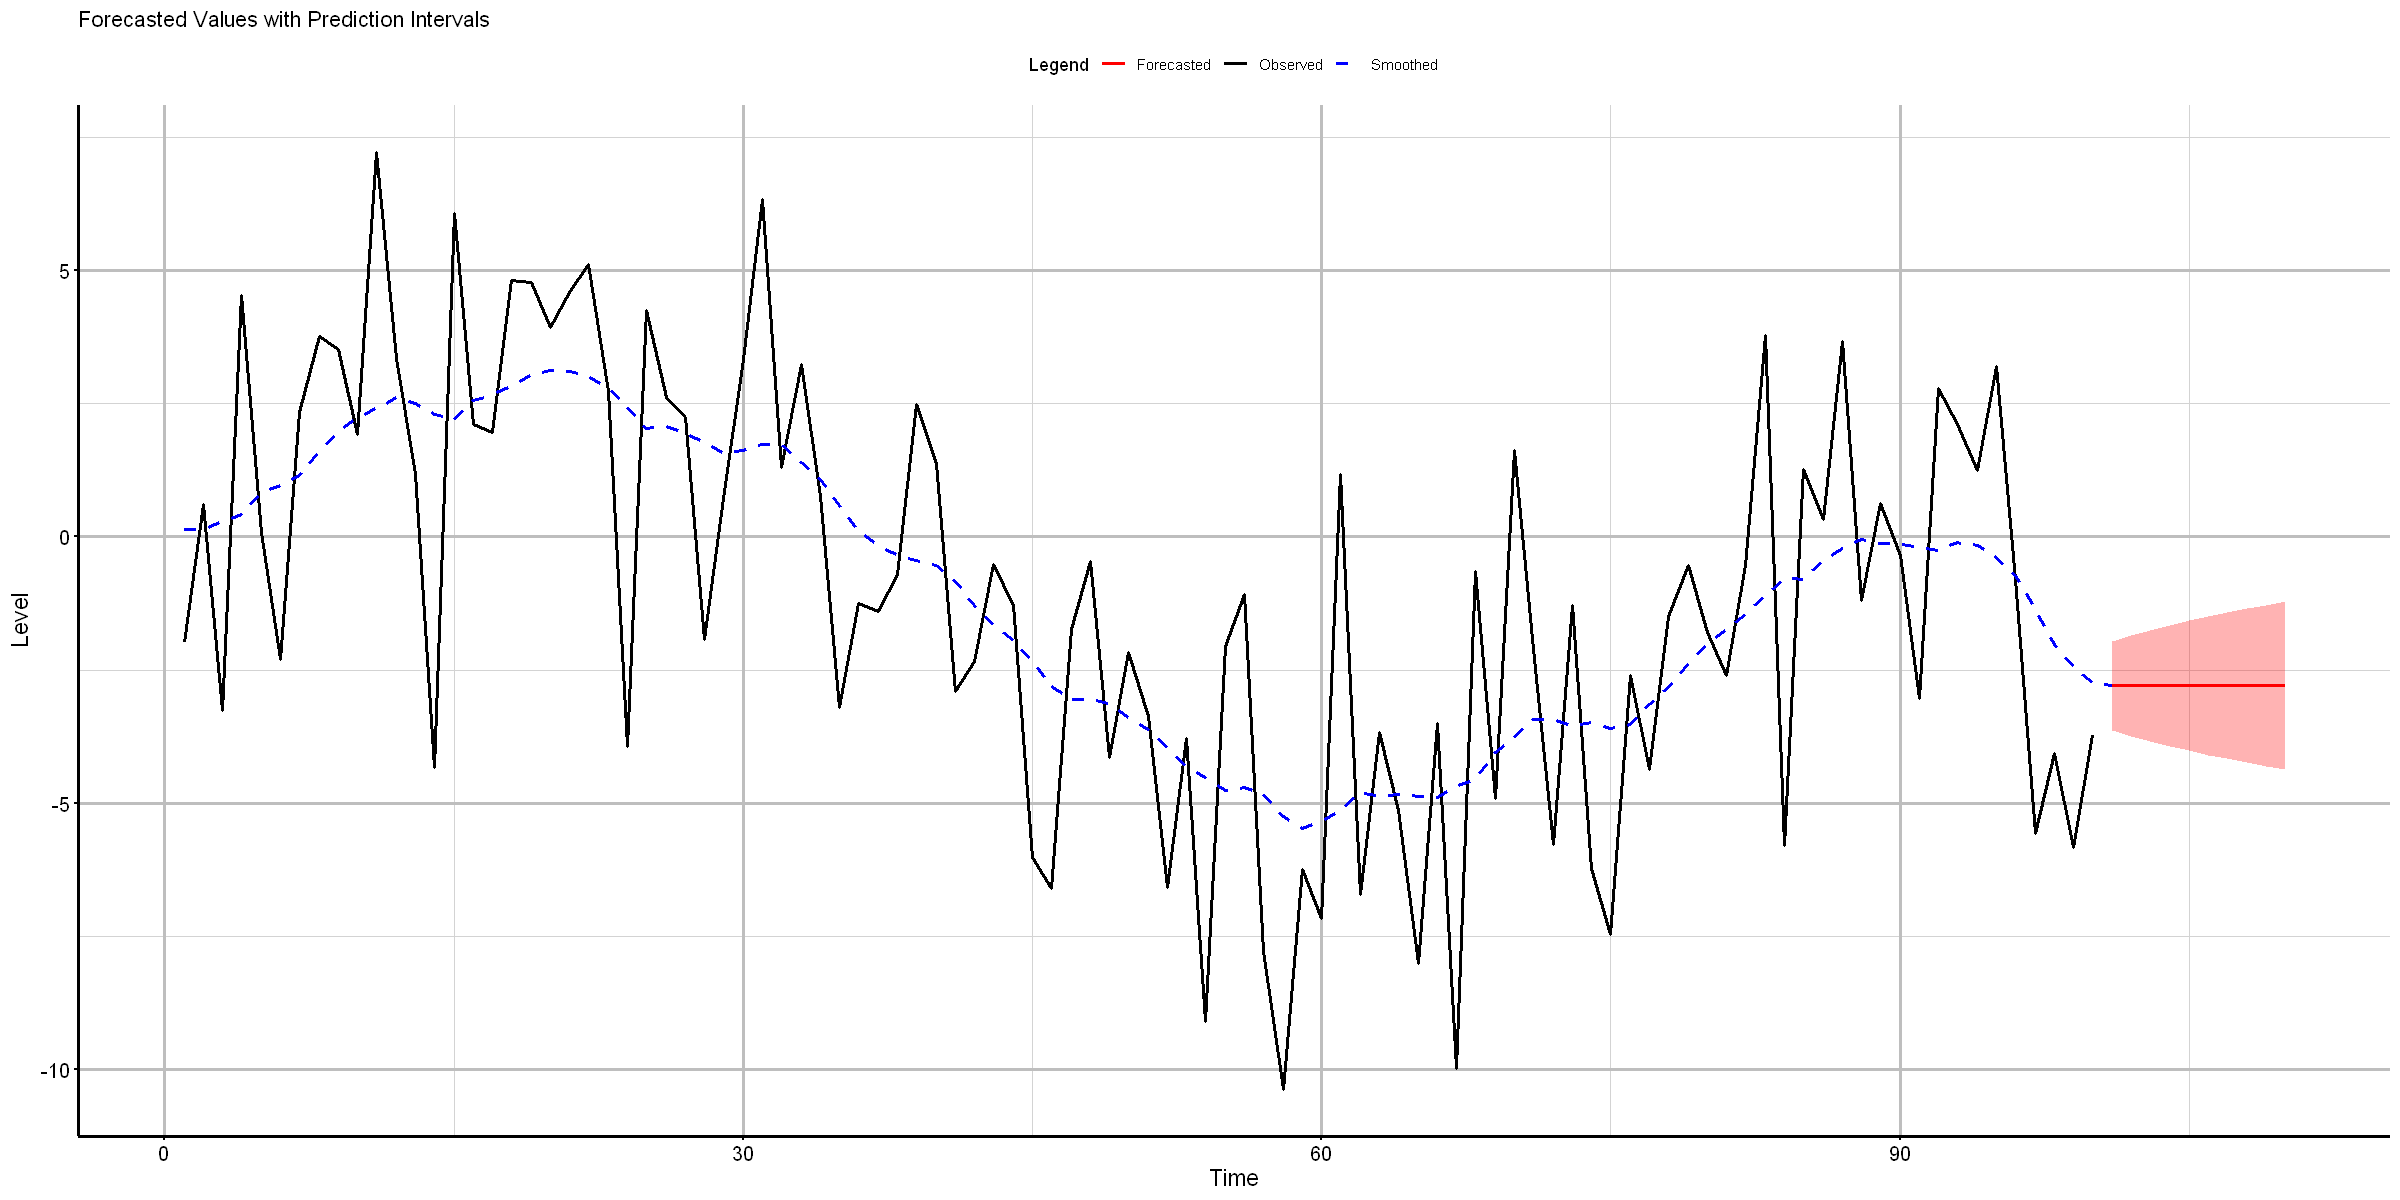 Forecasted Values with Prediction Intervals
Legend Forecasted Observed Smoothed
5
0
-5
-10
Level
0 30 60 90
Time